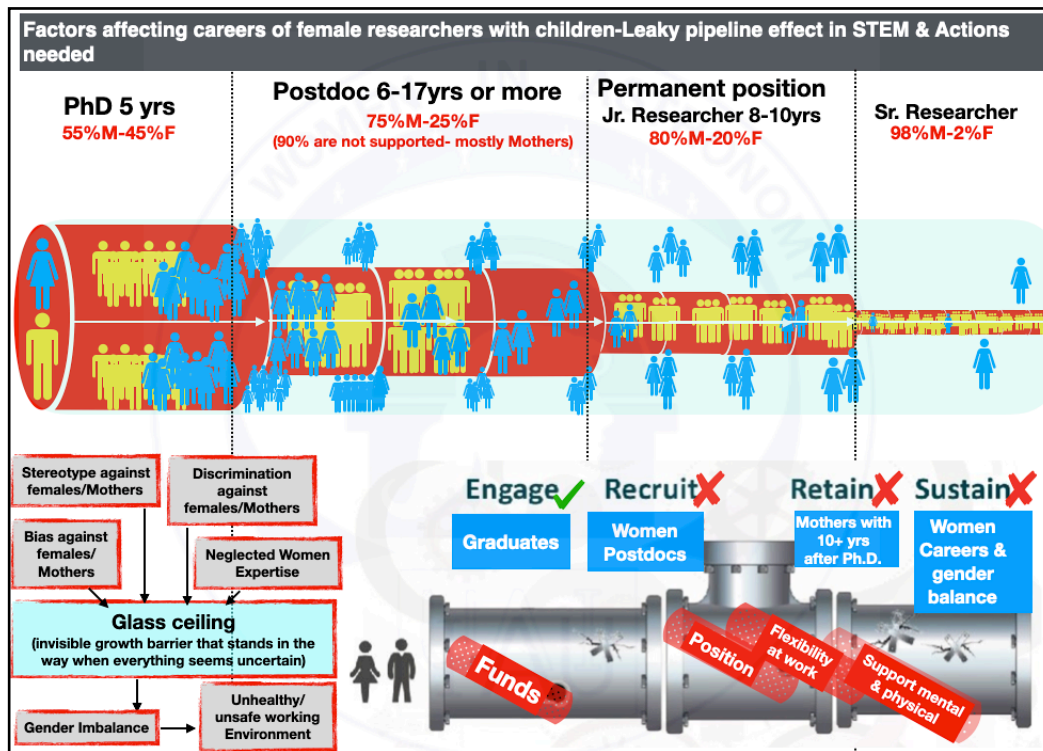 Factors affecting careers of female researchers with children-Leaky pipeline effect in STEM & Actions
needed
PhD 5 yrs
55%M-45%F
Postdoc 6-17yrs or more
75%M-25%F
(90% are not supported- mostly Mothers)
Permanent position
Jr. Researcher 8-10yrs
80%M-20%F
Sr. Researcher
98%M-2%F
Stereotype against
females/Mothers
Discrimination
against
females/Mothers
Bias against
females/
Mothers
Neglected Women
Expertise
Glass ceiling
(invisible growth barrier that stands in the
way when everything seems uncertain)
Gender Imbalance
Unhealthy/
unsafe working
Environment
Engage
Graduates
Recruit
Women
Postdocs
Retain
Mothers with
10+ yrs
after Ph.D.
Sustain
Women
Careers &
gender
balance
Funds
Position
Flexibility
at work
Support mental
& physical
WOMEN IN